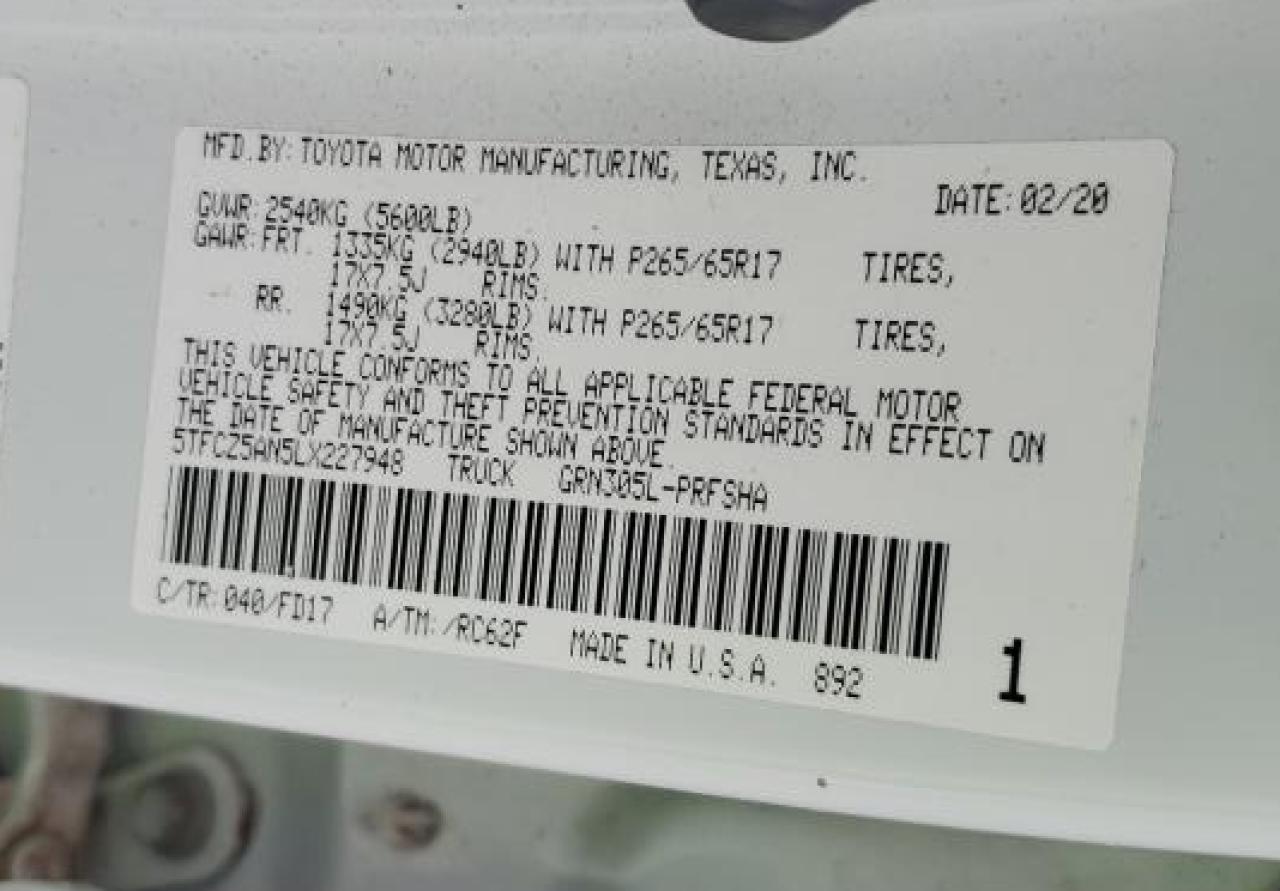 MFD.BY:TOYOTA MOTOR MANUFACTURING, TEXAS, INC.
DATE:02/20
GVWR:2540KG (5600LB)
GAWR:FRT. 1335KG (2940LB) WITH P265/65R17 TIRES,
17X7.5J RIMS.
RR. 1490KG (3280LB) WITH P265/65R17 TIRES,
17X7.5J RIMS.
THIS VEHICLE CONFORMS TO ALL APPLICABLE FEDERAL MOTOR
VEHICLE SAFETY AND THEFT PREVENTION STANDARDS IN EFFECT ON
THE DATE OF MANUFACTURE SHOWN ABOVE.
5TFCZ5AN5LX227948 TRUCK GRN305L-PRFSHA
C/TR:040/FD17 A/TM:/RC62F MADE IN U.S.A. 892
1